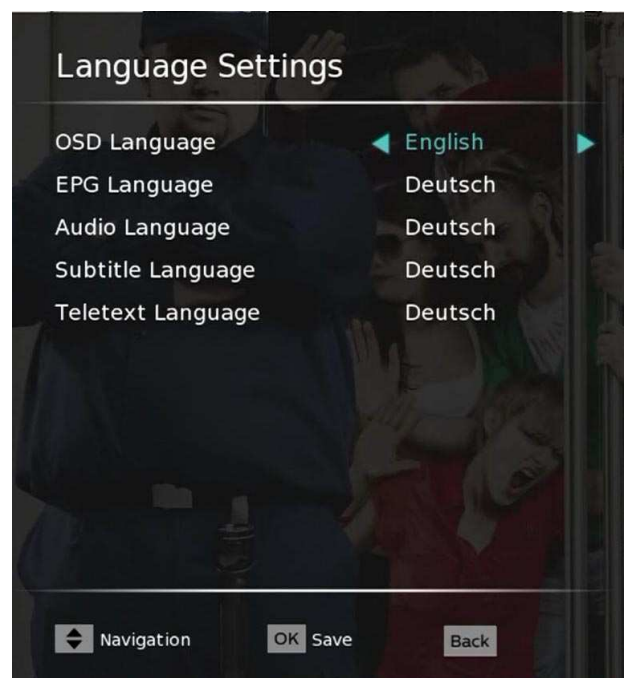 Language Settings
OSD Language English
EPG Language Deutsch
Audio Language Deutsch
Subtitle Language Deutsch
Teletext Language Deutsch
Navigation OK Save Back